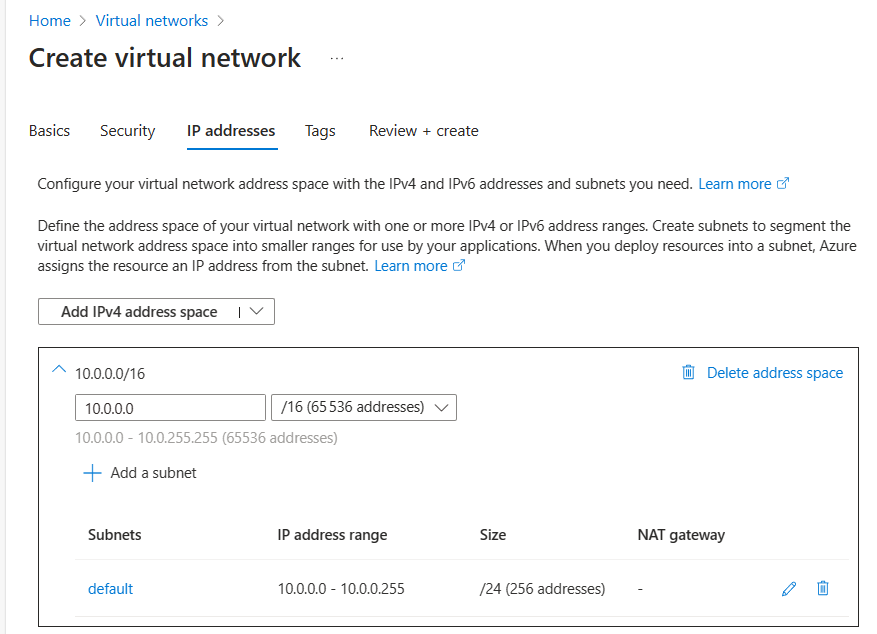 Home > Virtual networks >
Create virtual network ...
Basics Security IP addresses Tags Review + create
Configure your virtual network address space with the IPv4 and IPv6 addresses and subnets you need. Learn more
Define the address space of your virtual network with one or more IPv4 or IPv6 address ranges. Create subnets to segment the
virtual network address space into smaller ranges for use by your applications. When you deploy resources into a subnet, Azure
assigns the resource an IP address from the subnet. Learn more
Add IPv4 address space |
10.0.0.0/16 Delete address space
10.0.0.0 /16 (65 536 addresses)
10.0.0.0 - 10.0.255.255 (65536 addresses)
+ Add a subnet
Subnets IP address range Size NAT gateway
default 10.0.0.0 - 10.0.0.255 /24 (256 addresses) -